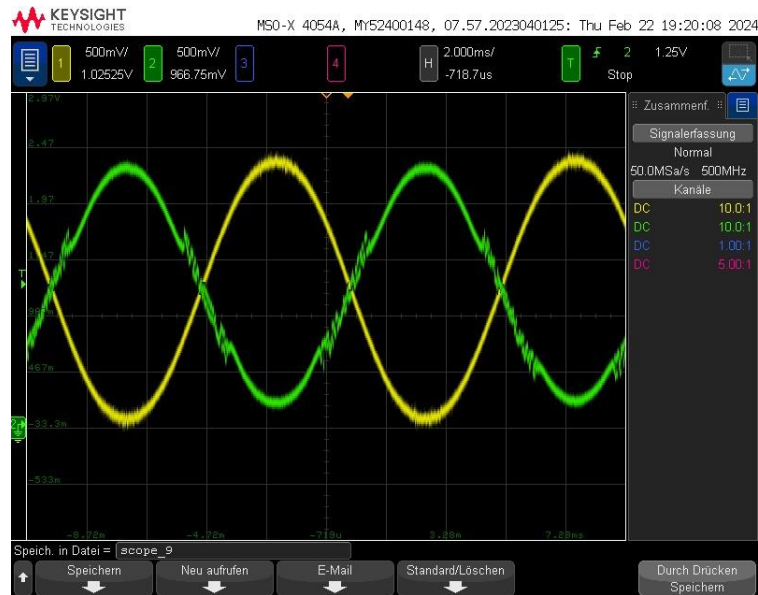 KEYSIGHT
TECHNOLOGIES
MSO-X 4054A, MY52400148, 07.57.2023040125: Thu Feb 22 19:20:08 2024
1 500mV/ 1.02525V
2 500mV/ 966.75mV
3
4
H 2.000ms/ -718.7us
T 2 1.25V
Stop
2.97V
2.47
1.97
1.47
967m
467m
-33.3m
-533m
T
2
-8.72m -4.72m -719u 3.28m 7.28ms
Zusammenf.
Signalerfassung
Normal
50.0MSa/s 500MHz
Kanäle
DC 10.0:1
DC 10.0:1
DC 1.00:1
DC 5.00:1
Speich. in Datei = scope_9
Speichern
Neu aufrufen
E-Mail
Standard/Löschen
Durch Drücken
Speichern